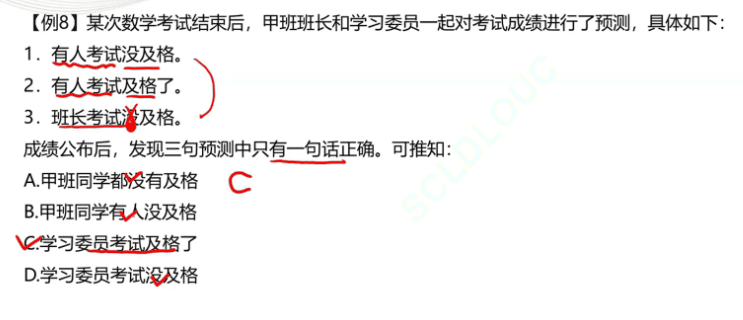 【例8】某次数学考试结束后，甲班班长和学习委员一起对考试成绩进行了预测，具体如下：
1．有人考试没及格。
2．有人考试及格了。
3．班长考试没及格。
成绩公布后，发现三句预测中只有一句话正确。可推知：
A.甲班同学都没有及格
C
B.甲班同学有人没及格
C.学习委员考试及格了
D.学习委员考试没及格
SCLDLOUC